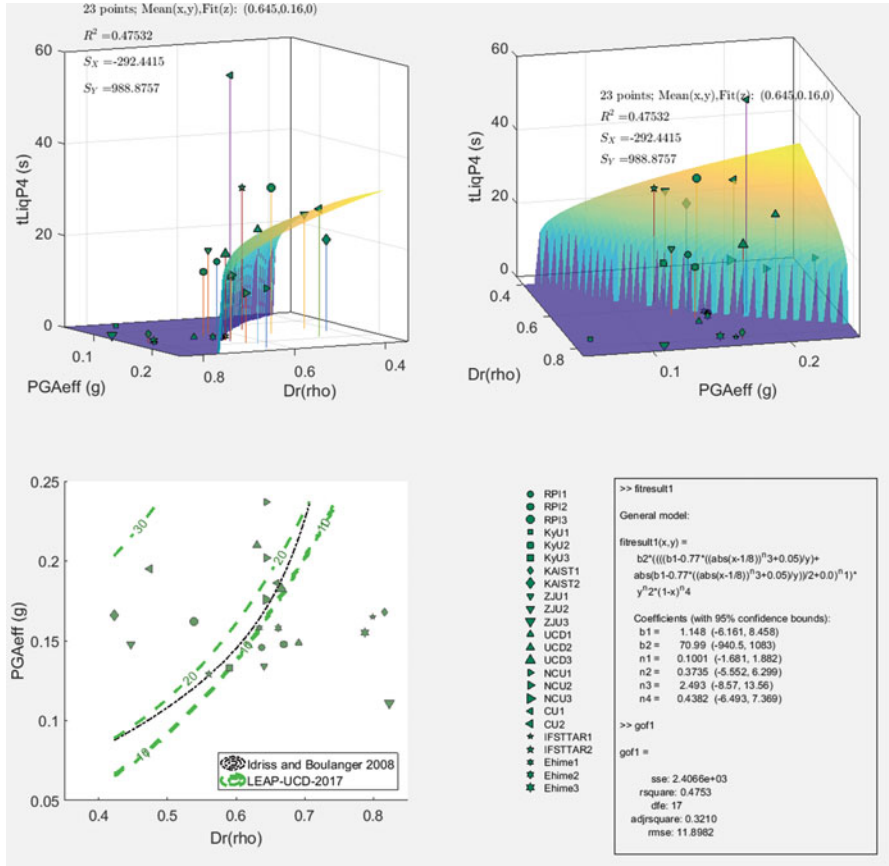 23 points; Mean(x,y),Fit(z): (0.645,0.16,0)
R² =0.47532
S_X =-292.4415
S_Y =988.8757
60
40
20
0
tLiqP4 (s)
0.1
0.2
PGAeff (g)
0.8
0.6
0.4
Dr(rho)
23 points; Mean(x,y),Fit(z): (0.645,0.16,0)
R² =0.47532
S_X =-292.4415
S_Y =988.8757
60
40
20
0
tLiqP4 (s)
0.4
0.6
0.8
Dr(rho)
0.1
0.2
PGAeff (g)
0.25
0.2
0.15
0.1
0.05
PGAeff (g)
30
20
10
20
10
10
Idriss and Boulanger 2008
LEAP-UCD-2017
0.4 0.5 0.6 0.7 0.8
Dr(rho)
RPI1
RPI2
RPI3
KyU1
KyU2
KyU3
KAIST1
KAIST2
ZJU1
ZJU2
ZJU3
UCD1
UCD2
UCD3
NCU1
NCU2
NCU3
CU1
CU2
IFSTTAR1
IFSTTAR2
Ehime1
Ehime2
Ehime3
>> fitresult1
General model:
fitresult1(x,y) =
b2*((((b1-0.77*((abs(x-1/8))^n3+0.05)/y)+
abs(b1-0.77*((abs(x-1/8))^n3+0.05)/y))/2+0.0)^n1)*
y^n2*(1-x)^n4
Coefficients (with 95% confidence bounds):
b1 = 1.148 (-6.161, 8.458)
b2 = 70.99 (-940.5, 1083)
n1 = 0.1001 (-1.681, 1.882)
n2 = 0.3735 (-5.552, 6.299)
n3 = 2.493 (-8.57, 13.56)
n4 = 0.4382 (-6.493, 7.369)
>> gof1
gof1 =
sse: 2.4066e+03
rsquare: 0.4753
dfe: 17
adjrsquare: 0.3210
rmse: 11.8982